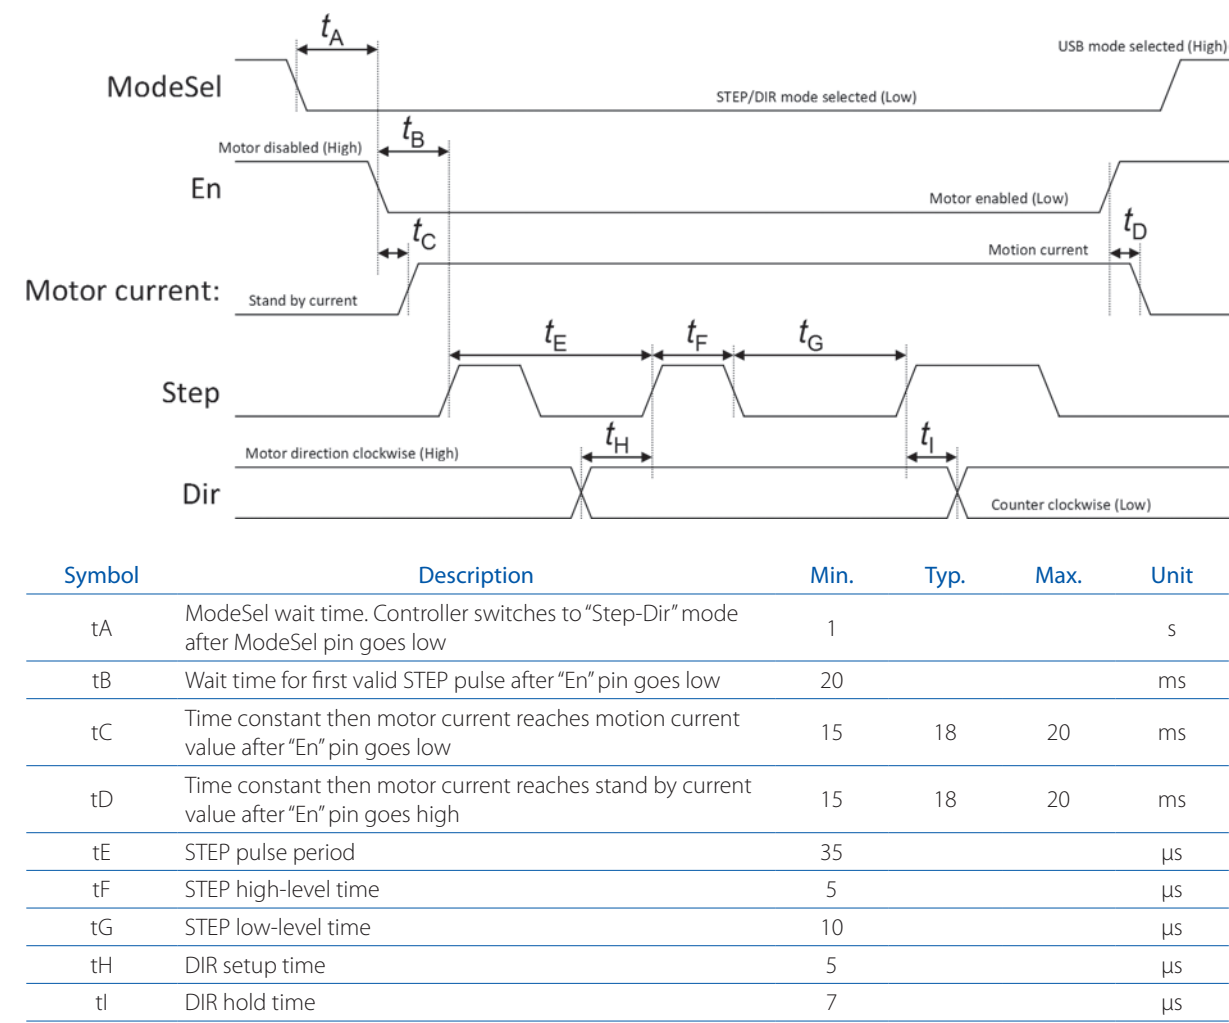 tA
USB mode selected (High)
ModeSel
STEP/DIR mode selected (Low)
tB
Motor disabled (High)
En
Motor enabled (Low)
tC
tD
Motion current
Motor current:
Stand by current
tE
tF
tG
Step
tH
tI
Motor direction clockwise (High)
Dir
Counter clockwise (Low)
Symbol Description Min. Typ. Max. Unit
tA ModeSel wait time. Controller switches to “Step-Dir” mode
after ModeSel pin goes low 1 s
tB Wait time for first valid STEP pulse after “En” pin goes low 20 ms
tC Time constant then motor current reaches motion current
value after “En” pin goes low 15 18 20 ms
tD Time constant then motor current reaches stand by current
value after “En” pin goes high 15 18 20 ms
tE STEP pulse period 35 µs
tF STEP high-level time 5 µs
tG STEP low-level time 10 µs
tH DIR setup time 5 µs
tI DIR hold time 7 µs